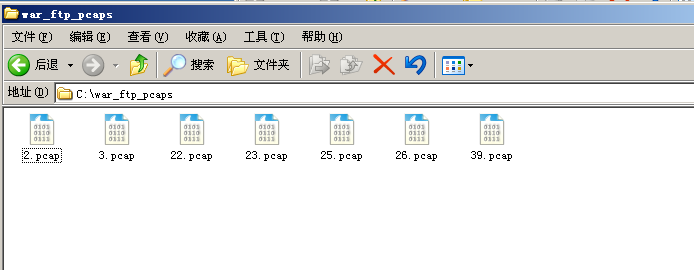 war_ftp_pcaps
文件(F) 编辑(E) 查看(V) 收藏(A) 工具(T) 帮助(H)
后退 搜索 文件夹
地址(D) C:\war_ftp_pcaps
2.pcap 3.pcap 22.pcap 23.pcap 25.pcap 26.pcap 39.pcap